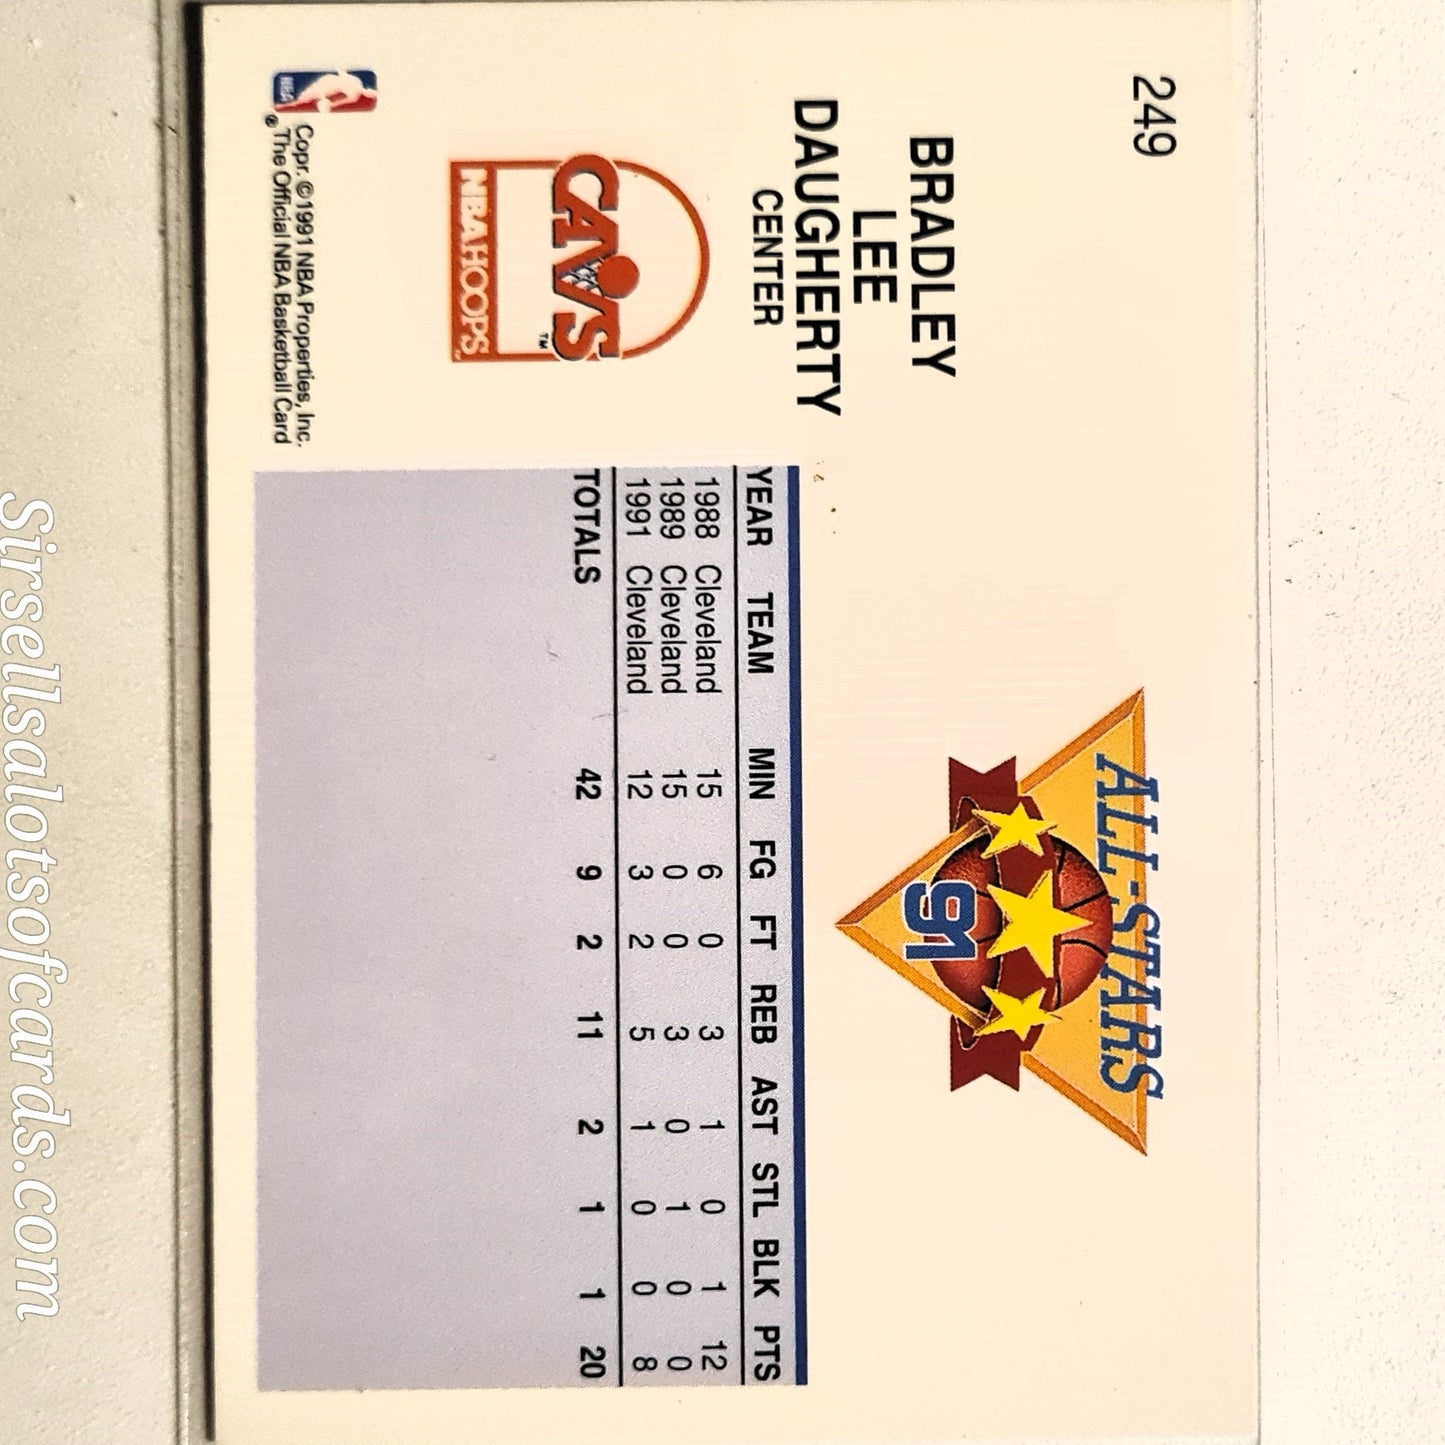 249
BRADLEY
LEE
DAUGHERTY
CENTER
CAVS™
NBA HOOPS
NBA
Copr. ©1991 NBA Properties, Inc.
® The Official NBA Basketball Card
ALL-STARS
91
YEAR TEAM MIN FG FT REB AST STL BLK PTS
1988 Cleveland 15 6 0 3 1 0 1 12
1989 Cleveland 15 0 0 3 0 1 0 0
1991 Cleveland 12 3 2 5 1 0 0 8
TOTALS 42 9 2 11 2 1 1 20
Sirsellsalotsofcards.com